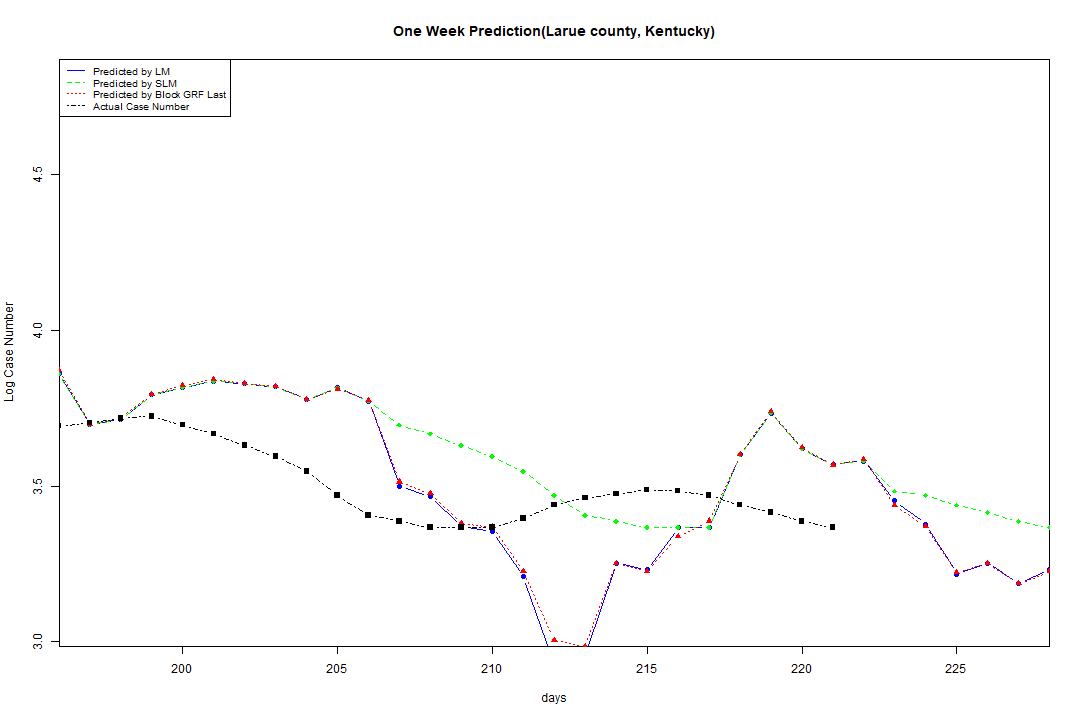 One Week Prediction(Larue county, Kentucky)
Predicted by LM
Predicted by SLM
Predicted by Block GRF Last
Actual Case Number
4.5
4.0
3.5
3.0
Log Case Number
200 205 210 215 220 225
days